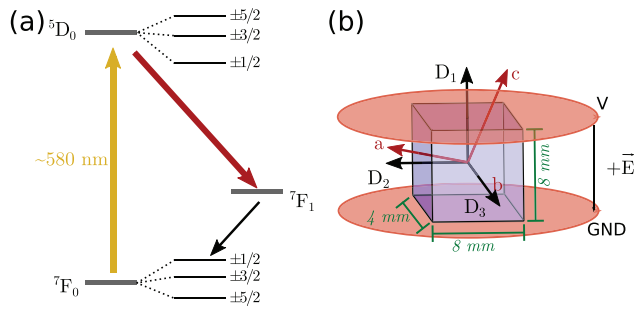 (a)
⁵D₀
±5/2
±3/2
±1/2
~580 nm
⁷F₁
⁷F₀
±1/2
±3/2
±5/2
(b)
D₁
c
V
a
D₂
b
D₃
8 mm
+E⃗
4 mm
8 mm
GND